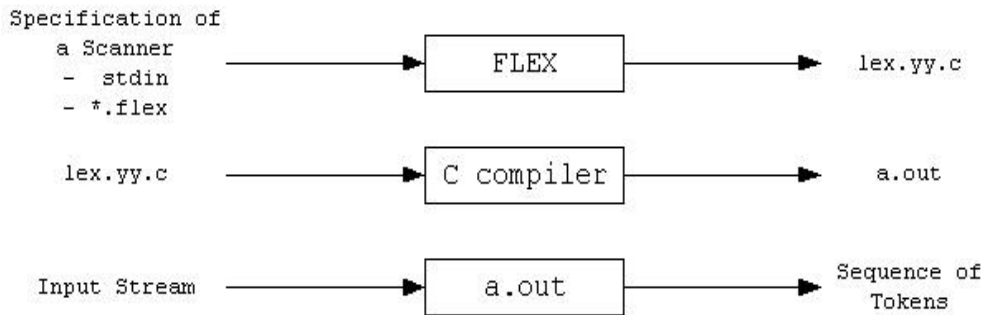 Specification of
a Scanner
- stdin
- *.flex
FLEX
lex.yy.c
lex.yy.c
C compiler
a.out
Input Stream
a.out
Sequence of
Tokens